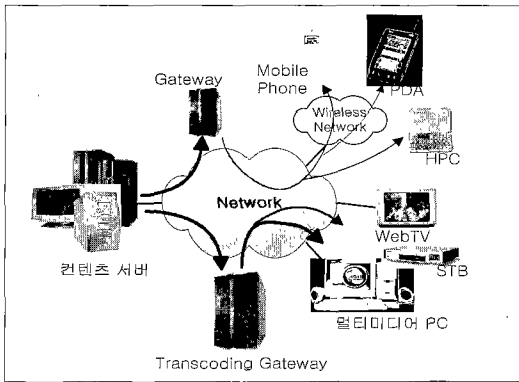 Gateway
Mobile
Phone
PDA
Wireless
Network
HPC
Network
WebTV
STB
컨텐츠 서버
멀티미디어 PC
Transcoding Gateway